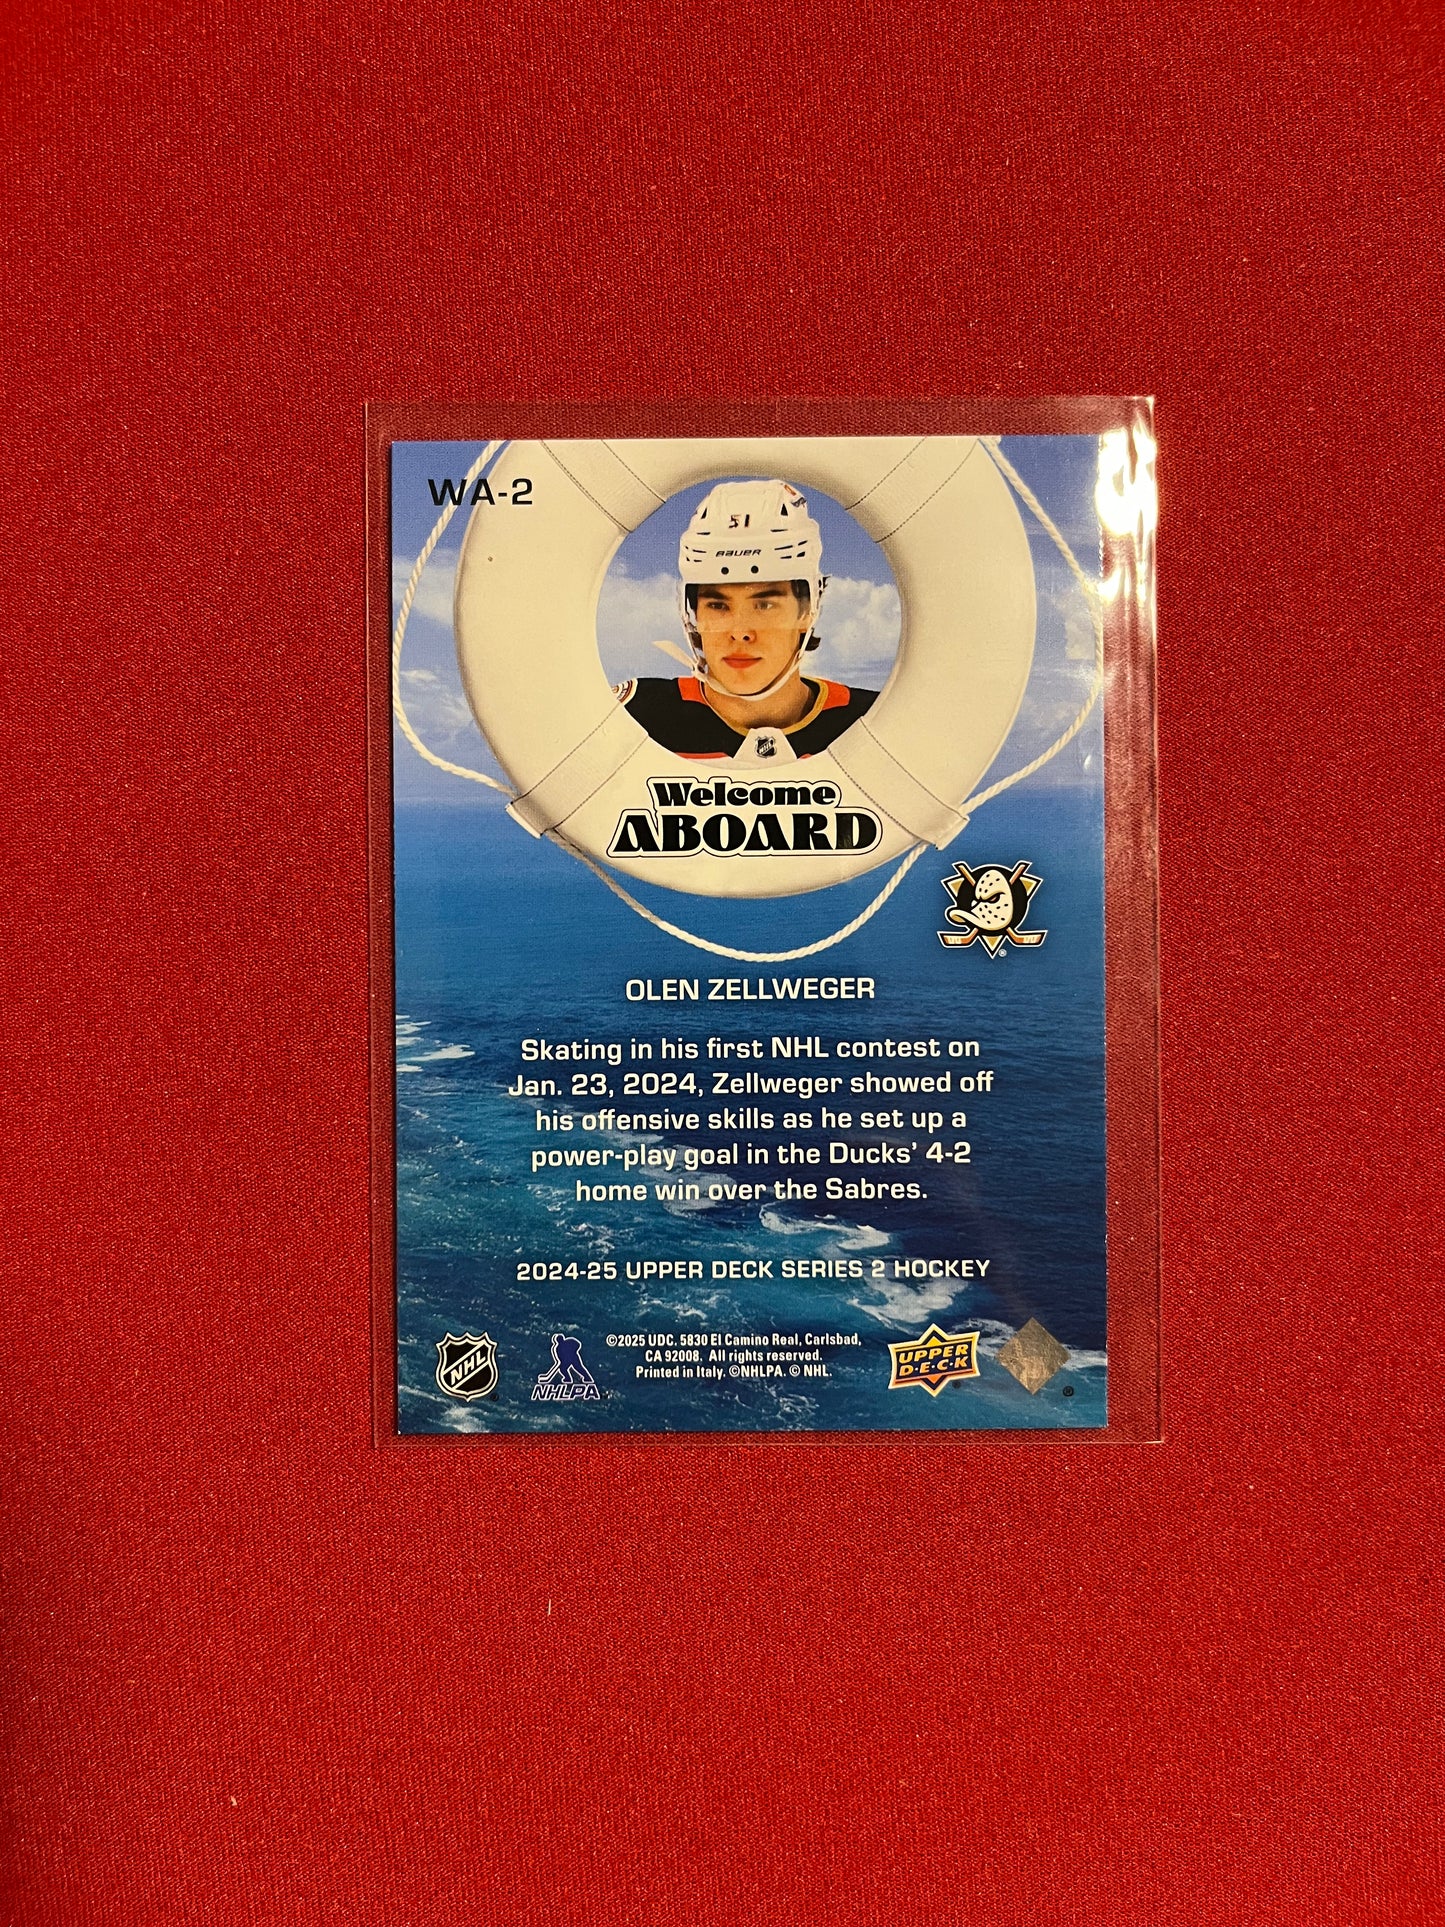 WA-2
51
BAUER
Welcome
ABOARD
OLEN ZELLWEGER
Skating in his first NHL contest on
Jan. 23, 2024, Zellweger showed off
his offensive skills as he set up a
power-play goal in the Ducks' 4-2
home win over the Sabres.
2024-25 UPPER DECK SERIES 2 HOCKEY
NHL
NHLPA
©2025 UDC. 5830 El Camino Real, Carlsbad,
CA 92008. All rights reserved.
Printed in Italy. ©NHLPA. © NHL.
UPPER
D·E·C·K
®